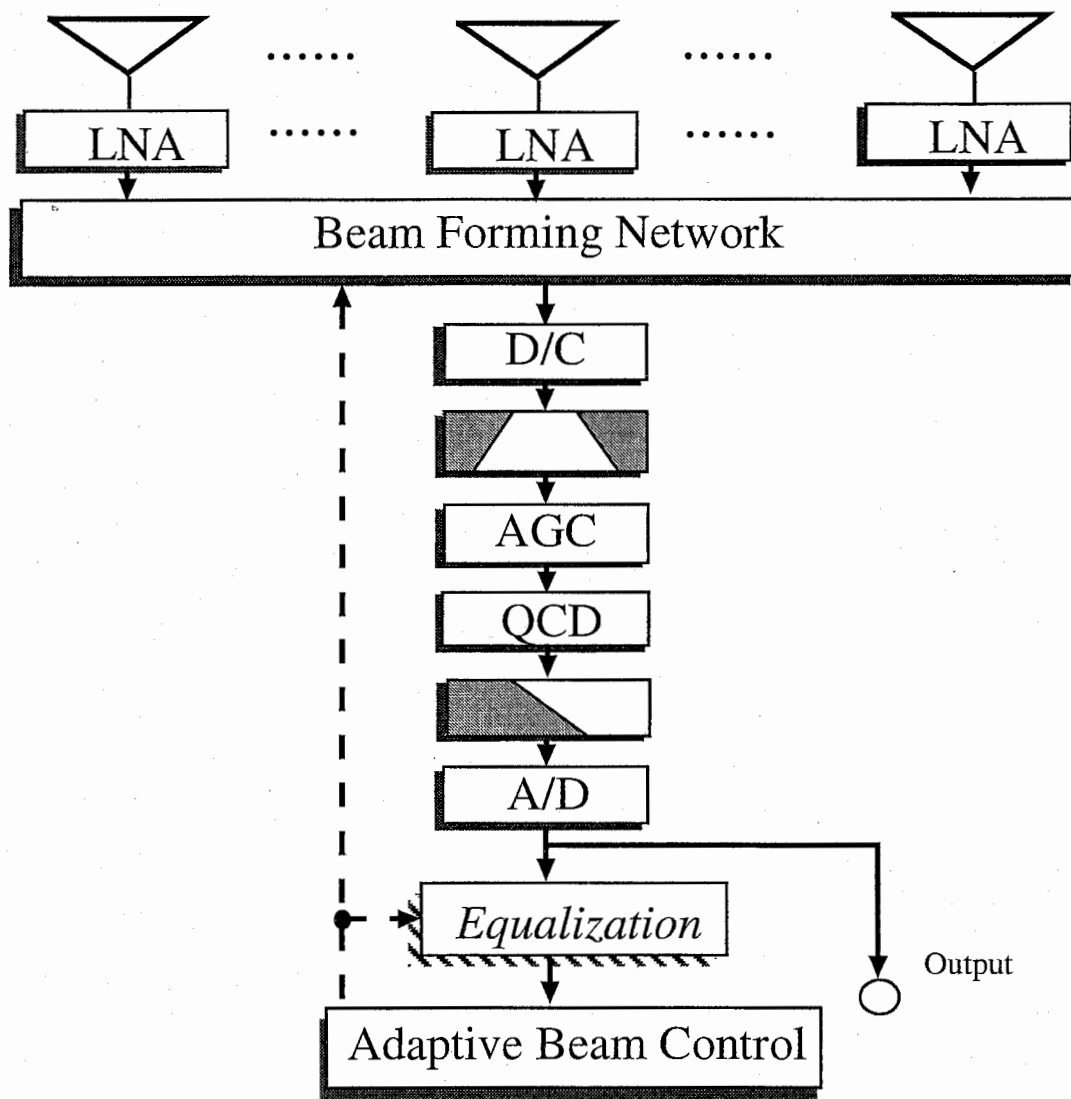 LNA LNA LNA
Beam Forming Network
D/C
AGC
QCD
A/D
Equalization
Output
Adaptive Beam Control